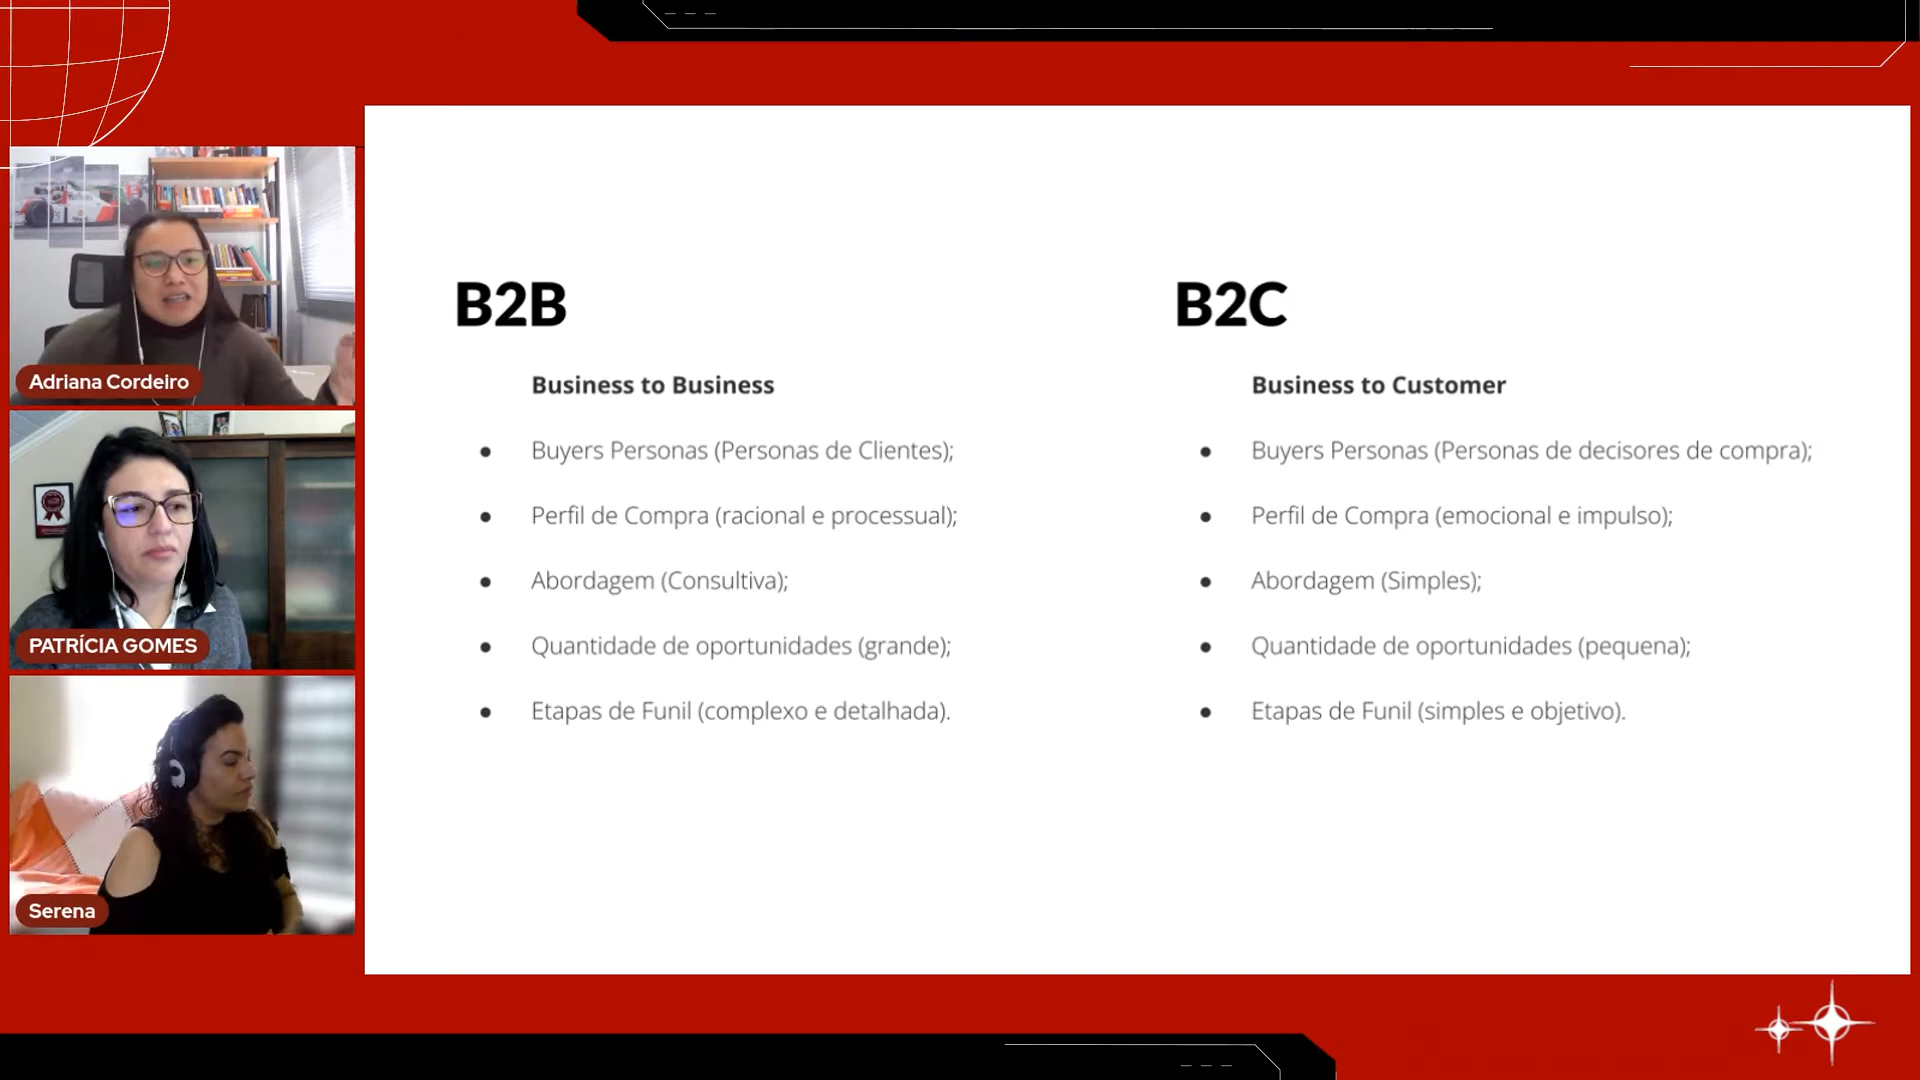 Adriana Cordeiro
PATRÍCIA GOMES
Serena
B2B
Business to Business
● Buyers Personas (Personas de Clientes);
● Perfil de Compra (racional e processual);
● Abordagem (Consultiva);
● Quantidade de oportunidades (grande);
● Etapas de Funil (complexo e detalhada).
B2C
Business to Customer
● Buyers Personas (Personas de decisores de compra);
● Perfil de Compra (emocional e impulso);
● Abordagem (Simples);
● Quantidade de oportunidades (pequena);
● Etapas de Funil (simples e objetivo).